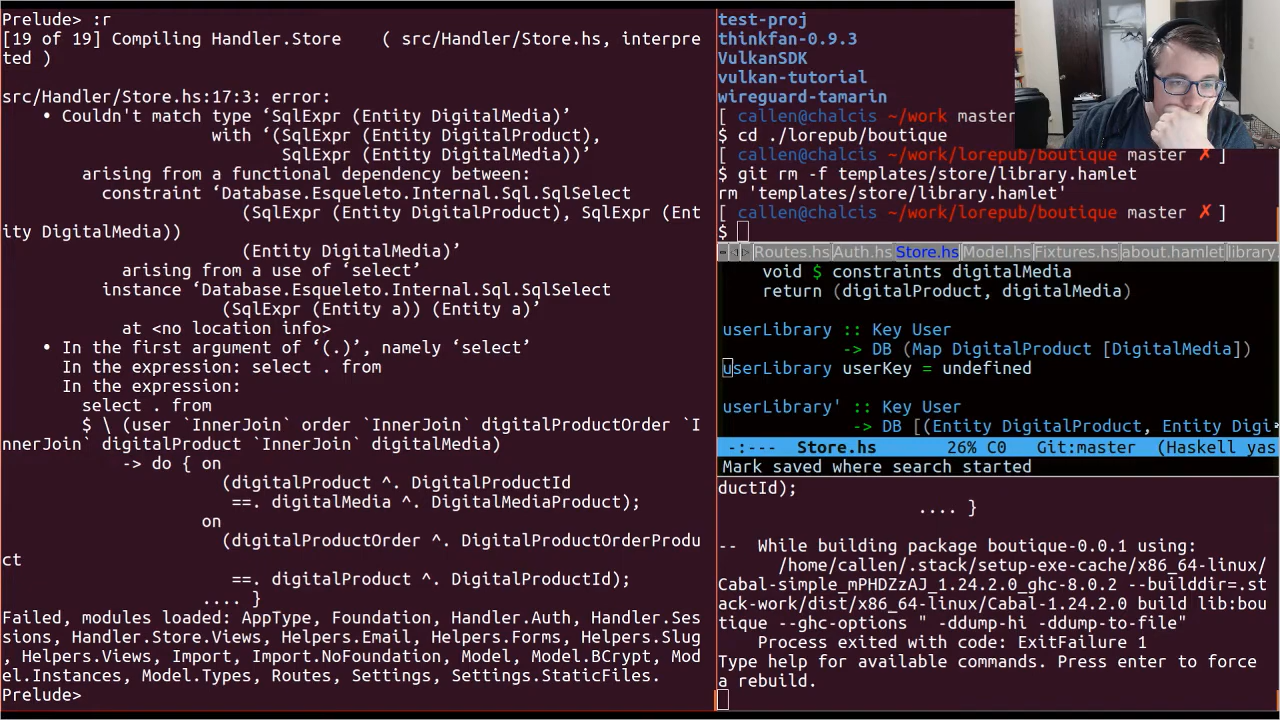 Prelude> :r
[19 of 19] Compiling Handler.Store    ( src/Handler/Store.hs, interpre
ted )
src/Handler/Store.hs:17:3: error:
• Couldn't match type ‘SqlExpr (Entity DigitalMedia)’
with ‘(SqlExpr (Entity DigitalProduct),
SqlExpr (Entity DigitalMedia))’
arising from a functional dependency between:
constraint ‘Database.Esqueleto.Internal.Sql.SqlSelect
(SqlExpr (Entity DigitalProduct), SqlExpr (Ent
ity DigitalMedia))
(Entity DigitalMedia)’
arising from a use of ‘select’
instance ‘Database.Esqueleto.Internal.Sql.SqlSelect
(SqlExpr (Entity a)) (Entity a)’
at <no location info>
• In the first argument of ‘(.)’, namely ‘select’
In the expression: select . from
In the expression:
select . from
$ \ (user `InnerJoin` order `InnerJoin` digitalProductOrder `I
nnerJoin` digitalProduct `InnerJoin` digitalMedia)
-> do { on
(digitalProduct ^. DigitalProductId
==. digitalMedia ^. DigitalMediaProduct);
on
(digitalProductOrder ^. DigitalProductOrderProdu
ct
==. digitalProduct ^. DigitalProductId);
.... }
Failed, modules loaded: AppType, Foundation, Handler.Auth, Handler.Ses
sions, Handler.Store.Views, Helpers.Email, Helpers.Forms, Helpers.Slug
, Helpers.Views, Import, Import.NoFoundation, Model, Model.BCrypt, Mod
el.Instances, Model.Types, Routes, Settings, Settings.StaticFiles.
Prelude>
test-proj
thinkfan-0.9.3
VulkanSDK
vulkan-tutorial
wireguard-tamarin
[ callen@chalcis ~/work master
$ cd ./lorepub/boutique
[ callen@chalcis ~/work/lorepub/boutique master ✗ ]
$ git rm -f templates/store/library.hamlet
rm 'templates/store/library.hamlet'
[ callen@chalcis ~/work/lorepub/boutique master ✗ ]
$
Routes.hs Auth.hs Store.hs Model.hs Fixtures.hs about.hamlet library.
void $ constraints digitalMedia
return (digitalProduct, digitalMedia)
userLibrary :: Key User
-> DB (Map DigitalProduct [DigitalMedia])
userLibrary userKey = undefined
userLibrary' :: Key User
-> DB [(Entity DigitalProduct, Entity Digi
-:--- Store.hs 26% C0 Git:master (Haskell yas
Mark saved where search started
ductId);
.... }
-- While building package boutique-0.0.1 using:
/home/callen/.stack/setup-exe-cache/x86_64-linux/
Cabal-simple_mPHDZzAJ_1.24.2.0_ghc-8.0.2 --builddir=.st
ack-work/dist/x86_64-linux/Cabal-1.24.2.0 build lib:bou
tique --ghc-options " -ddump-hi -ddump-to-file"
Process exited with code: ExitFailure 1
Type help for available commands. Press enter to force
a rebuild.